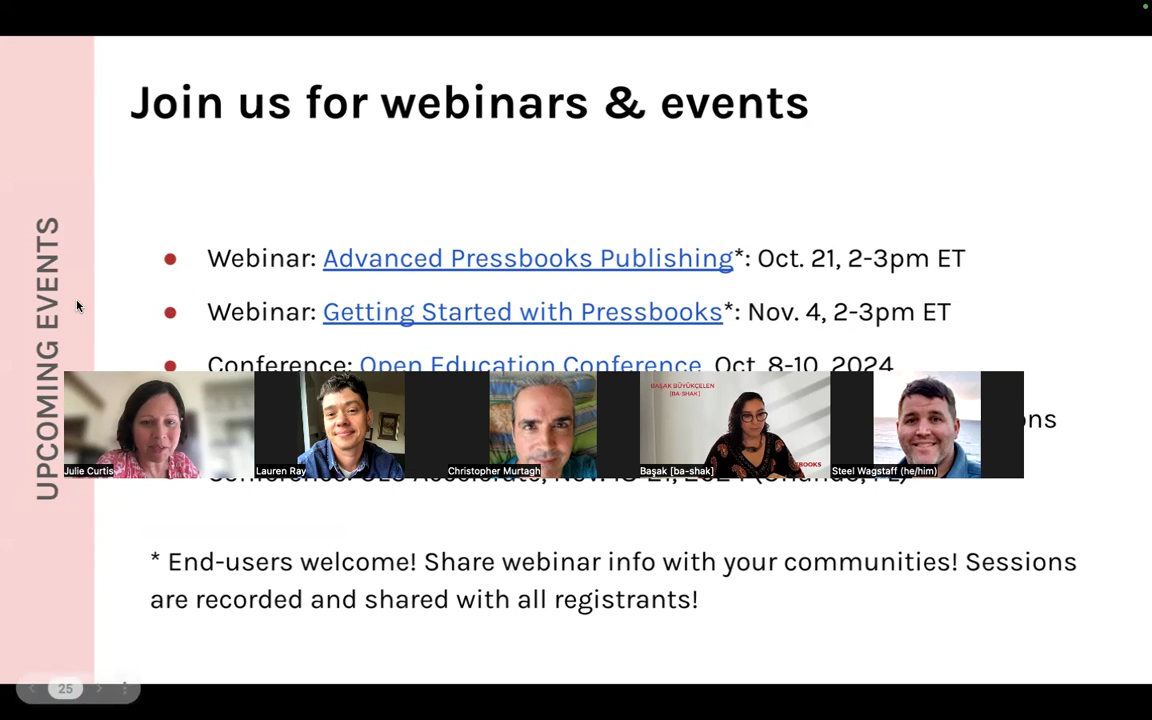 Join us for webinars & events
UPCOMING EVENTS
● Webinar: Advanced Pressbooks Publishing*: Oct. 21, 2-3pm ET
● Webinar: Getting Started with Pressbooks*: Nov. 4, 2-3pm ET
Conference: Open Education Conference, Oct. 8-10, 2024
BAŞAK BÜYÜKÇELEN
[BA-SHAK]
Julie Curtis
Lauren Ray
Christopher Murtagh
Başak [ba-shak]
Steel Wagstaff (he/him)
* End-users welcome! Share webinar info with your communities! Sessions
are recorded and shared with all registrants!
25